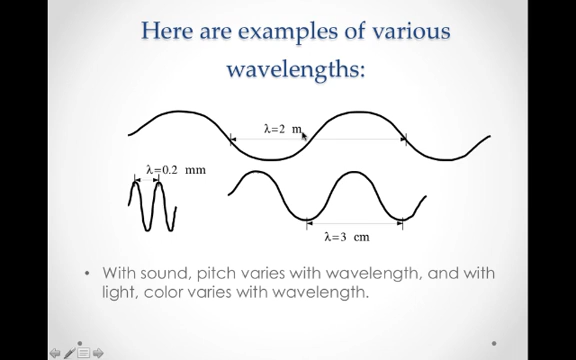 Here are examples of various
wavelengths:
λ=2 m
λ=0.2 mm
λ=3 cm
• With sound, pitch varies with wavelength, and with
light, color varies with wavelength.